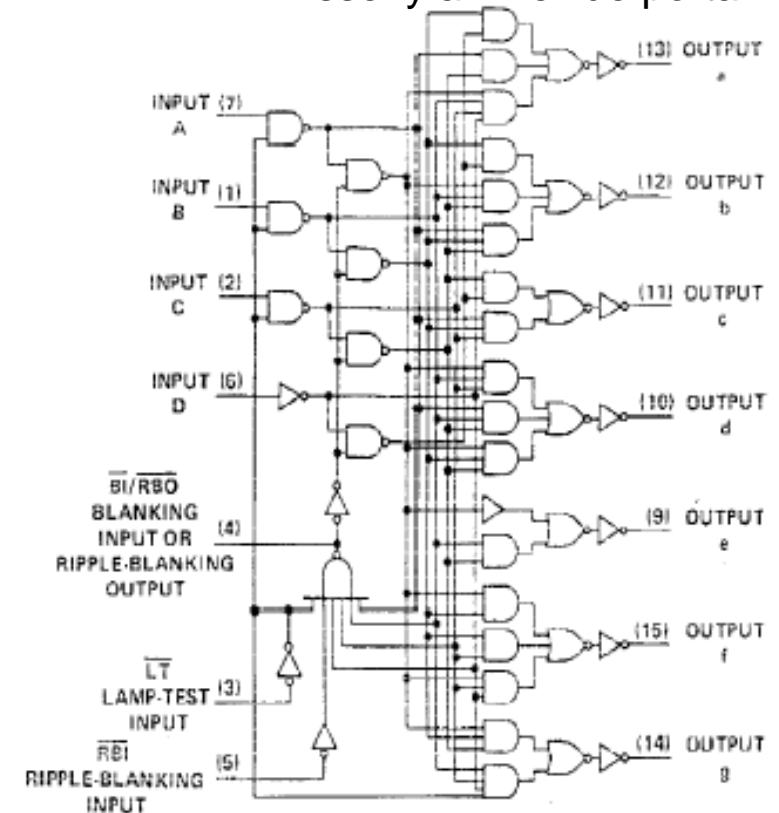 (13) OUTPUT
a
INPUT (7)
A
INPUT (1)
B
(12) OUTPUT
b
INPUT (2)
C
(11) OUTPUT
c
INPUT (6)
D
(10) OUTPUT
d
BI/RBO
BLANKING
INPUT OR (4)
RIPPLE-BLANKING
OUTPUT
(9) OUTPUT
e
(15) OUTPUT
f
LT
LAMP-TEST (3)
INPUT
(14) OUTPUT
g
RBI
RIPPLE-BLANKING (5)
INPUT